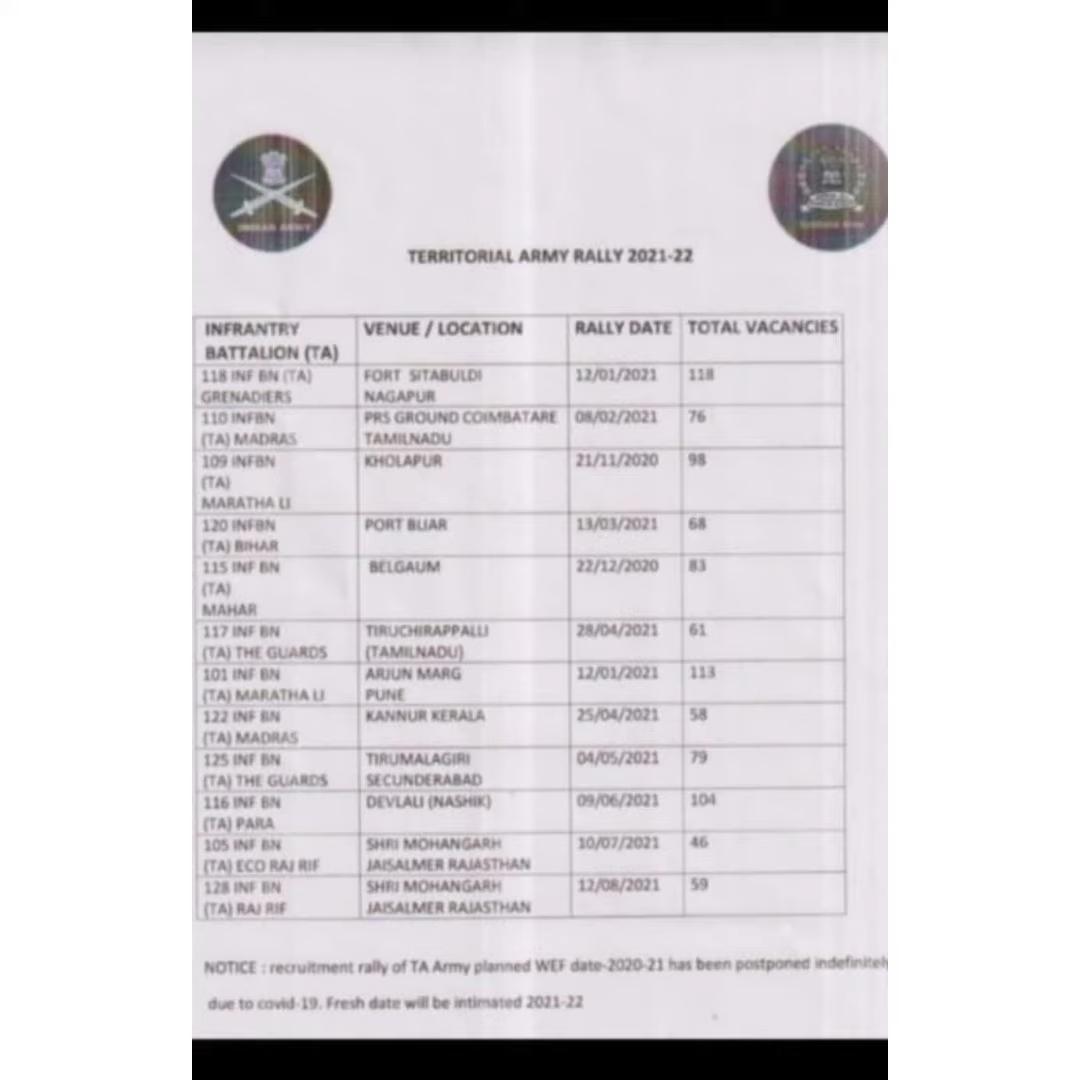 INDIAN ARMY
TERRITORIAL ARMY RALLY 2021-22
INFRANTRY BATTALION (TA) VENUE / LOCATION RALLY DATE TOTAL VACANCIES
118 INF BN (TA) FORT SITABULDI 12/01/2021 118
GRENADIERS NAGAPUR
110 INFBN PRS GROUND COIMBATARE 08/02/2021 76
(TA) MADRAS TAMILNADU
109 INFBN KHOLAPUR 21/11/2020 98
(TA)
MARATHA LI
120 INFBN PORT BLIAR 13/03/2021 68
(TA) BIHAR
115 INF BN BELGAUM 22/12/2020 83
(TA)
MAHAR
117 INF BN TIRUCHIRAPPALLI 28/04/2021 61
(TA) THE GUARDS (TAMILNADU)
101 INF BN ARJUN MARG 12/01/2021 113
(TA) MARATHA LI PUNE
122 INF BN KANNUR KERALA 25/04/2021 58
(TA) MADRAS
125 INF BN TIRUMALAGIRI 04/05/2021 79
(TA) THE GUARDS SECUNDERABAD
116 INF BN DEVLALI (NASHIK) 09/06/2021 104
(TA) PARA
105 INF BN SHRI MOHANGARH 10/07/2021 46
(TA) ECO RAJ RIF JAISALMER RAJASTHAN
128 INF BN SHRI MOHANGARH 12/08/2021 59
(TA) RAJ RIF JAISALMER RAJASTHAN
NOTICE : recruitment rally of TA Army planned WEF date-2020-21 has been postponed indefinitely
due to covid-19. Fresh date will be intimated 2021-22